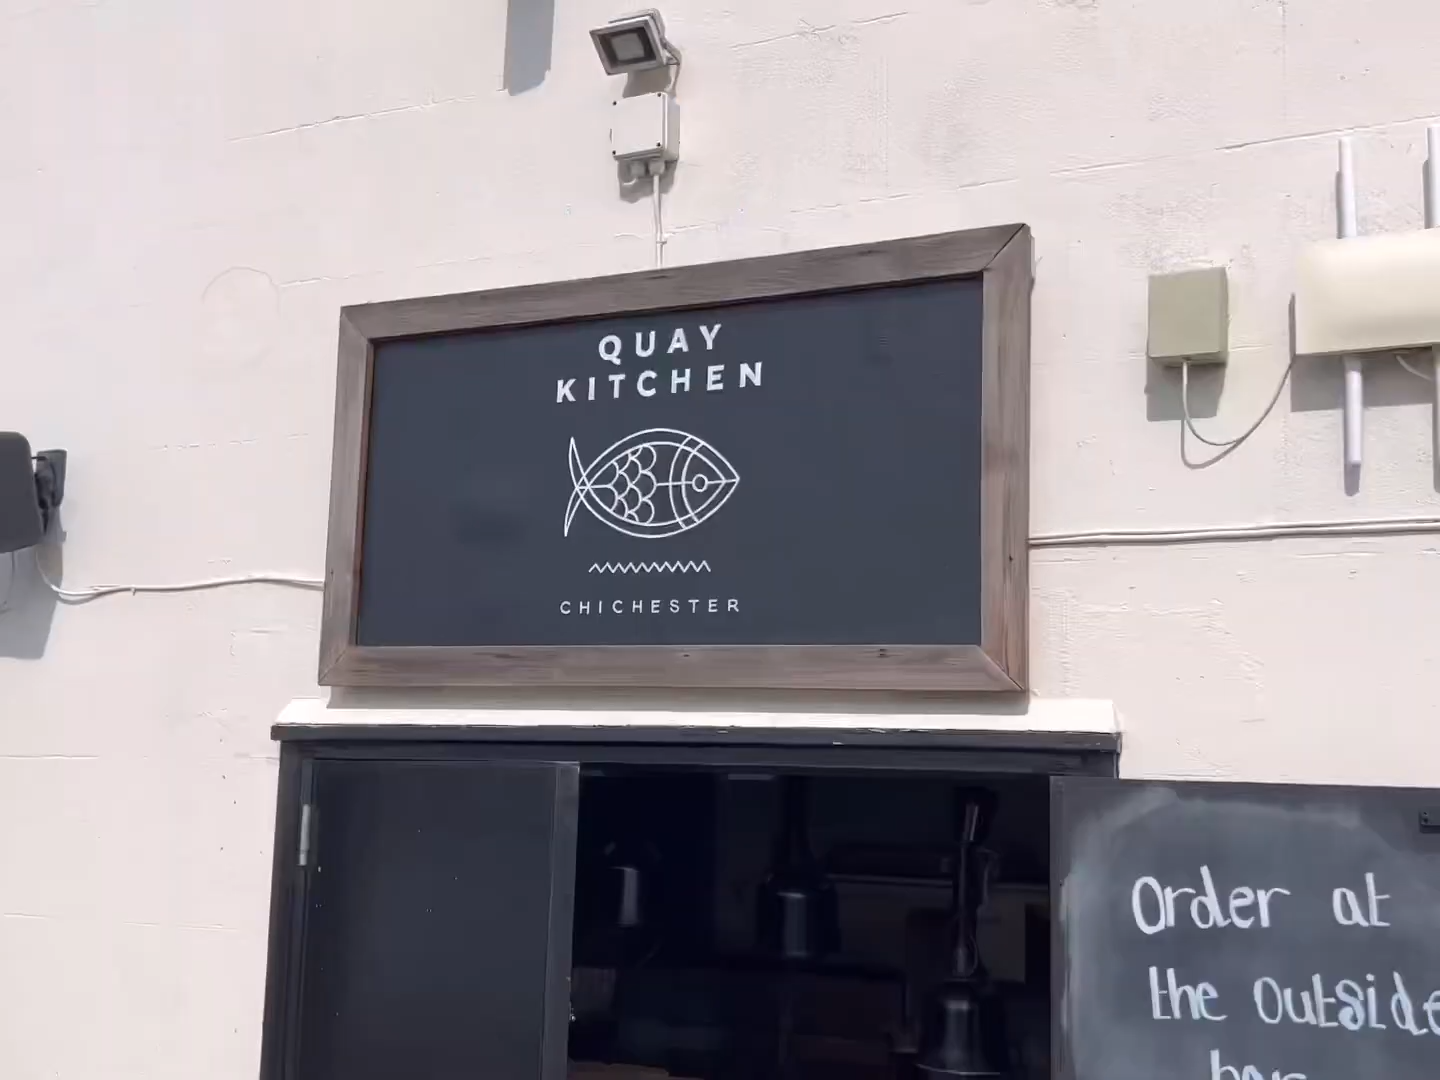 QUAY
KITCHEN
CHICHESTER
Order at
the outside
bar